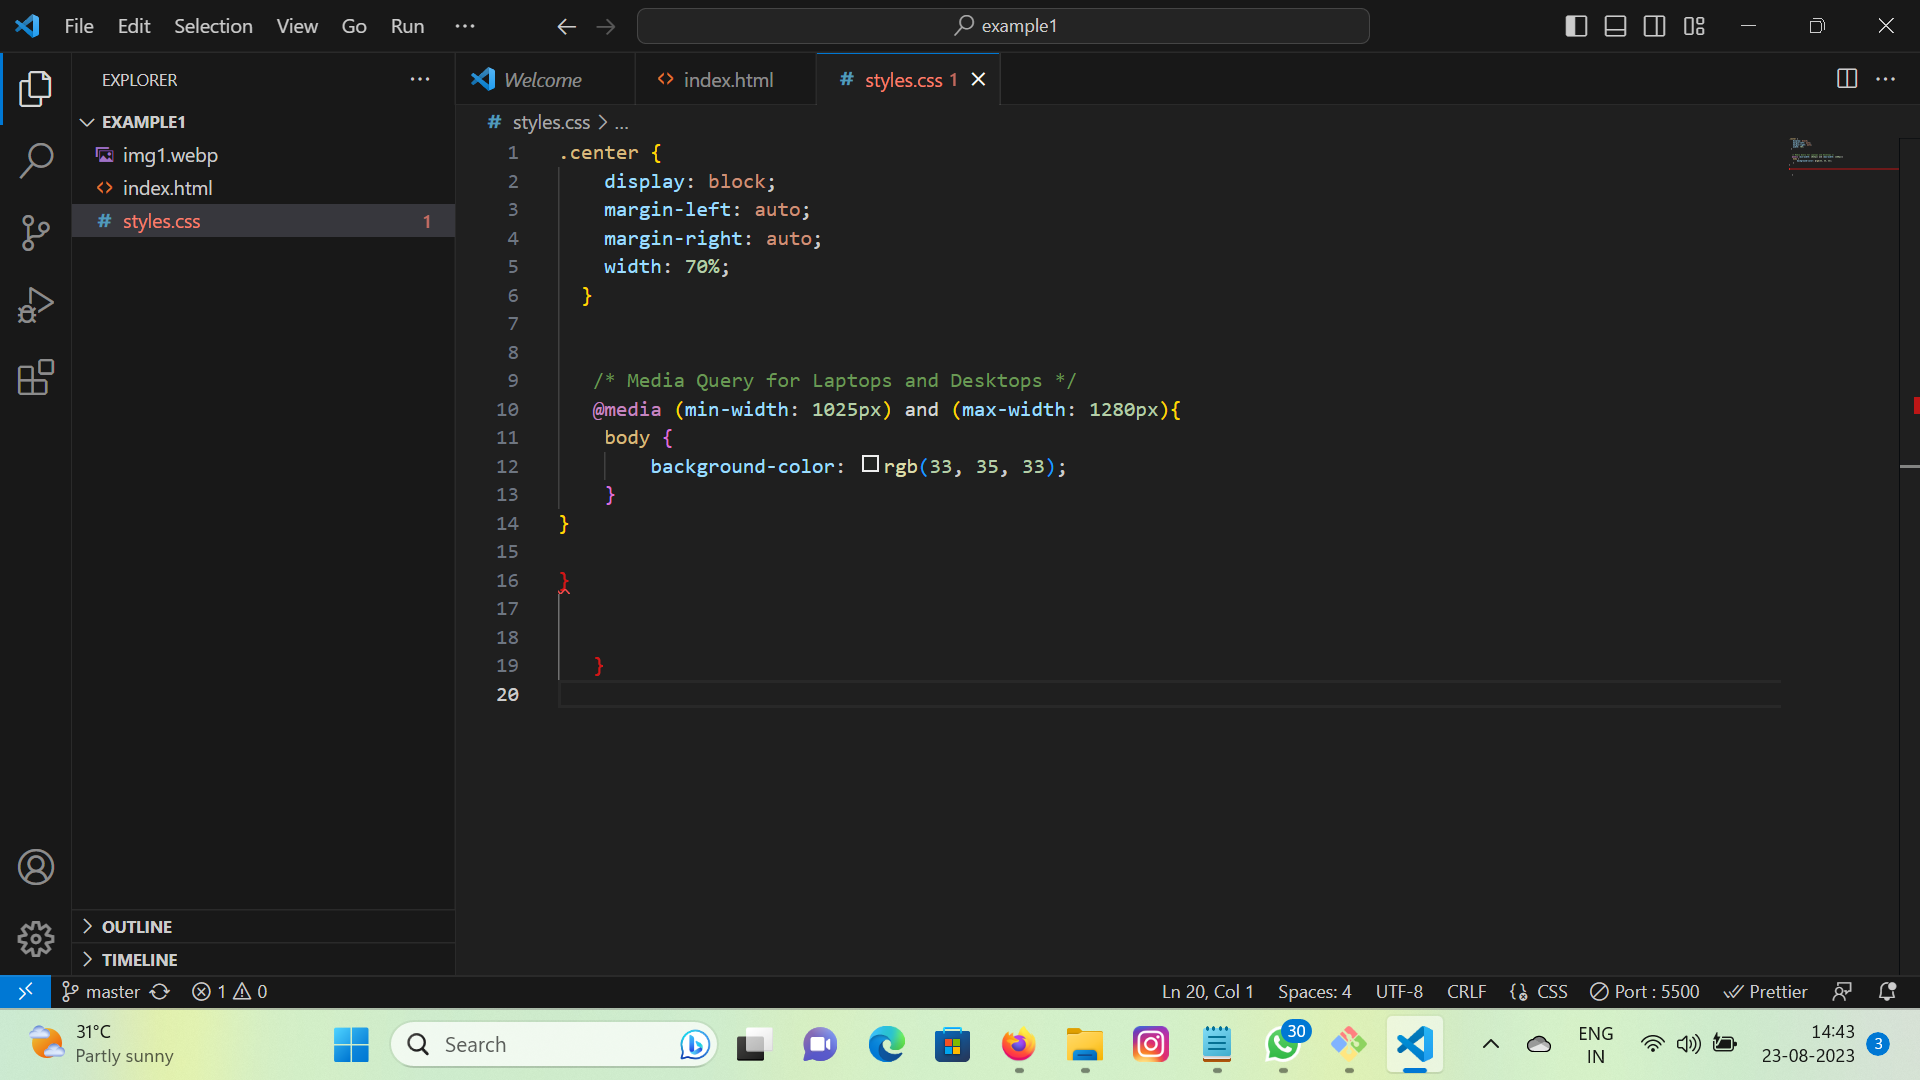 File Edit Selection View Go Run ···
example1
EXPLORER ···
Welcome
index.html
# styles.css 1
EXAMPLE1
img1.webp
index.html
# styles.css 1
# styles.css > ...
1 .center {
2 display: block;
3 margin-left: auto;
4 margin-right: auto;
5 width: 70%;
6 }
7
8
9 /* Media Query for Laptops and Desktops */
10 @media (min-width: 1025px) and (max-width: 1280px){
11 body {
12 background-color: rgb(33, 35, 33);
13 }
14 }
15
16 }
17
18
19 }
20
OUTLINE
TIMELINE
master 1 0
Ln 20, Col 1 Spaces: 4 UTF-8 CRLF {} CSS Port : 5500 Prettier
31°C
Partly sunny
Search
30
ENG
IN
14:43
23-08-2023
3